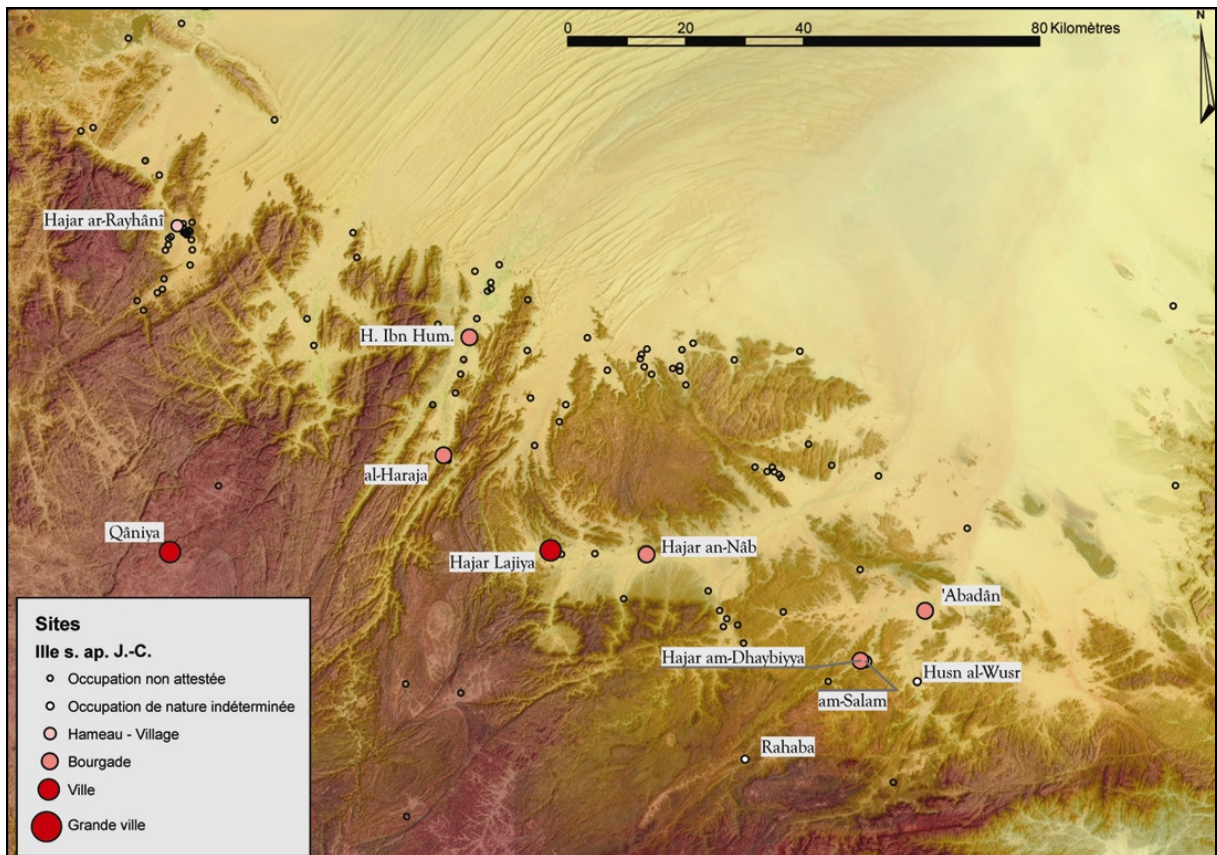 0 20 40 80 Kilomètres
N
Hajar ar-Rayhânî
H. Ibn Hum.
al-Haraja
Qâniya
Hajar Lajiya
Hajar an-Nâb
'Abadân
Hajar am-Dhaybiyya
Husn al-Wusr
am-Salam
Rahaba
Sites
IIIe s. ap. J.-C.
Occupation non attestée
Occupation de nature indéterminée
Hameau - Village
Bourgade
Ville
Grande ville